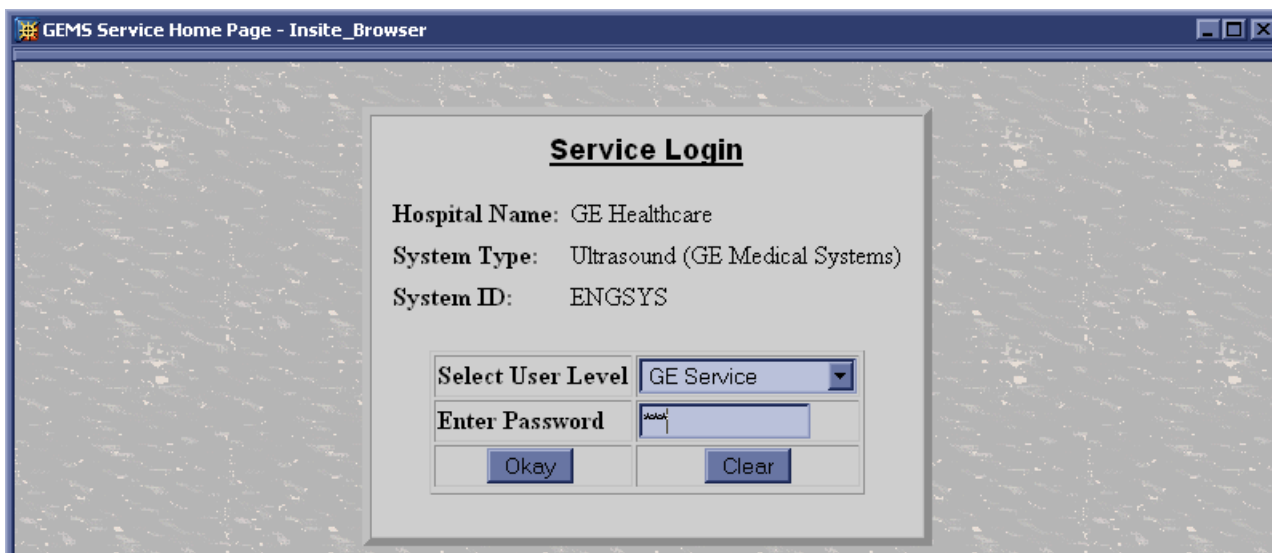 GEMS Service Home Page - Insite_Browser
Service Login
Hospital Name: GE Healthcare
System Type: Ultrasound (GE Medical Systems)
System ID: ENGSYS
Select User Level GE Service
Enter Password ****
Okay Clear